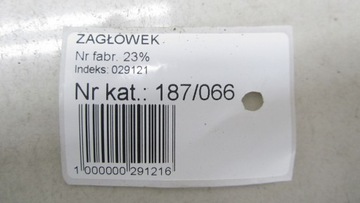 ZAGŁÓWEK
Nr fabr. 23%
Indeks: 029121
Nr kat.: 187/066
1 000000 291216